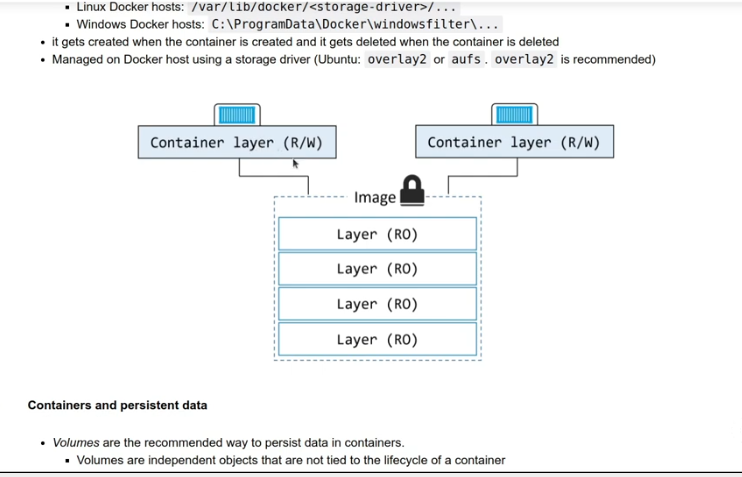 Linux Docker hosts: /var/lib/docker/<storage-driver>/...
Windows Docker hosts: C:\ProgramData\Docker\windowsfilter\...
it gets created when the container is created and it gets deleted when the container is deleted
Managed on Docker host using a storage driver (Ubuntu: overlay2 or aufs. overlay2 is recommended)
Container layer (R/W)
Container layer (R/W)
Image
Layer (RO)
Layer (RO)
Layer (RO)
Layer (RO)
Containers and persistent data
Volumes are the recommended way to persist data in containers.
Volumes are independent objects that are not tied to the lifecycle of a container